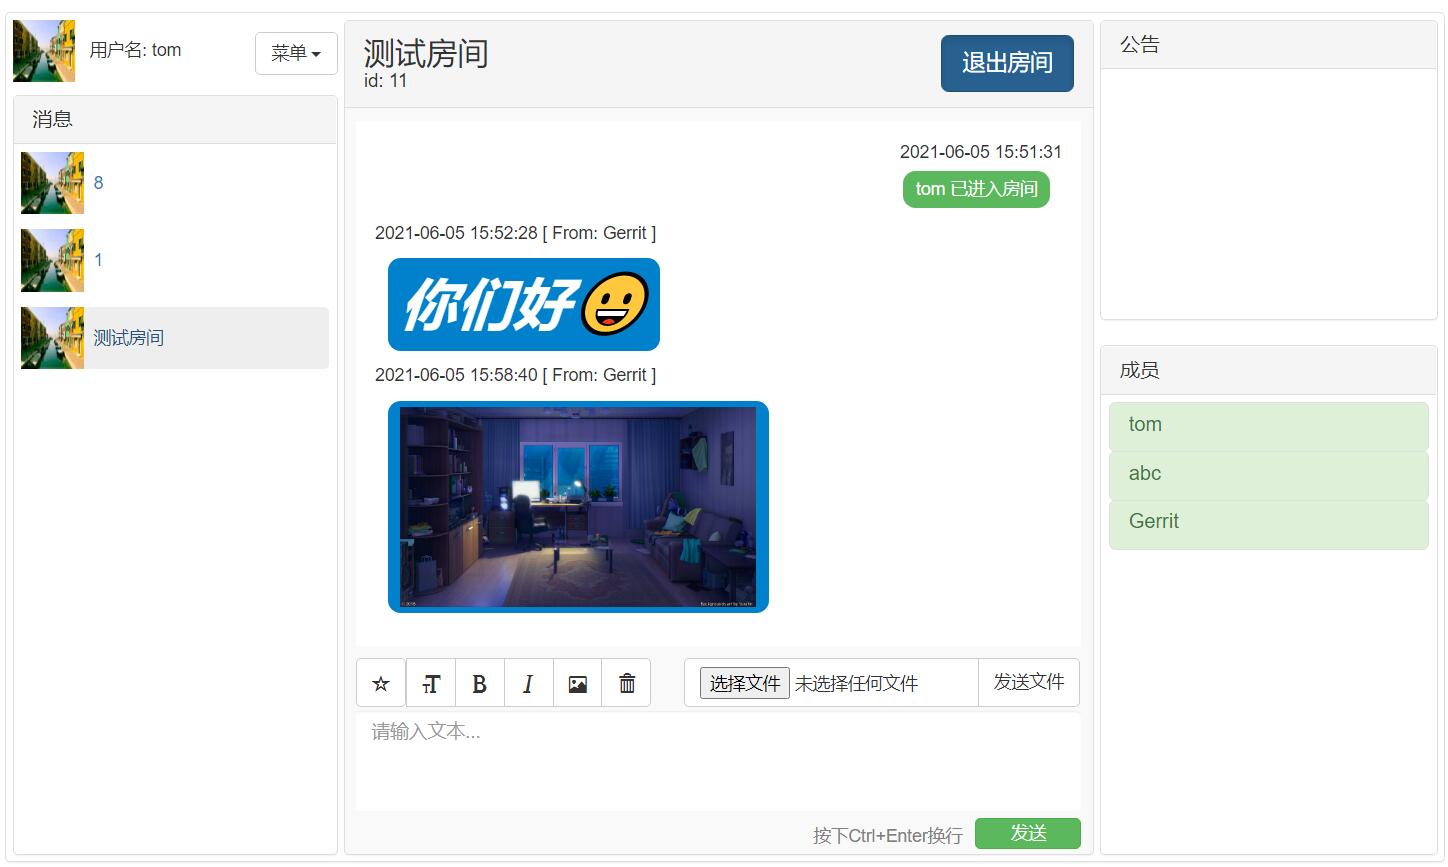 用户名: tom
菜单
消息
8
1
测试房间
测试房间
id: 11
退出房间
2021-06-05 15:51:31
tom 已进入房间
2021-06-05 15:52:28 [ From: Gerrit ]
你们好😀
2021-06-05 15:58:40 [ From: Gerrit ]
T
B
I
选择文件 未选择任何文件
发送文件
请输入文本...
按下Ctrl+Enter换行
发送
公告
成员
tom
abc
Gerrit